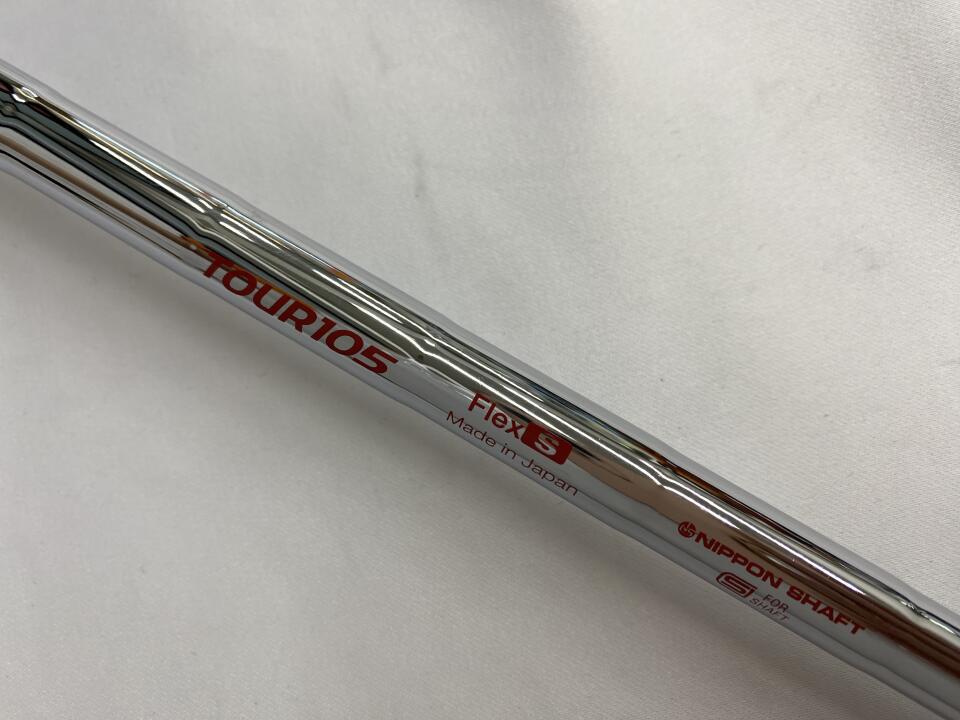 TOUR105
Flex S
Made in Japan
NIPPON SHAFT
S FOR
SHAFT